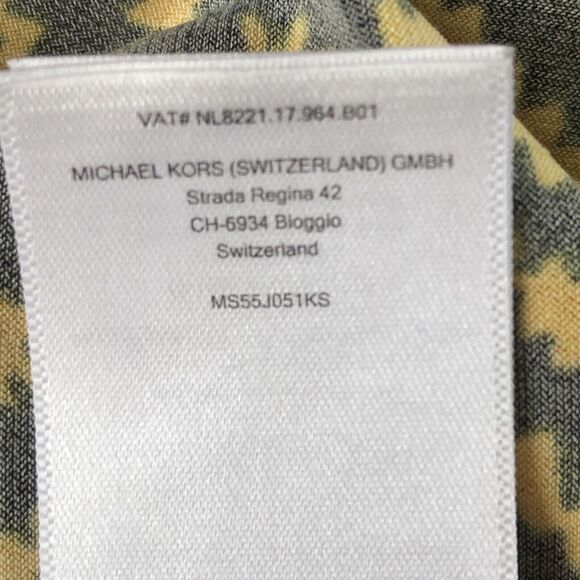 VAT# NL8221.17.964.B01
MICHAEL KORS (SWITZERLAND) GMBH
Strada Regina 42
CH-6934 Bioggio
Switzerland
MS55J051KS